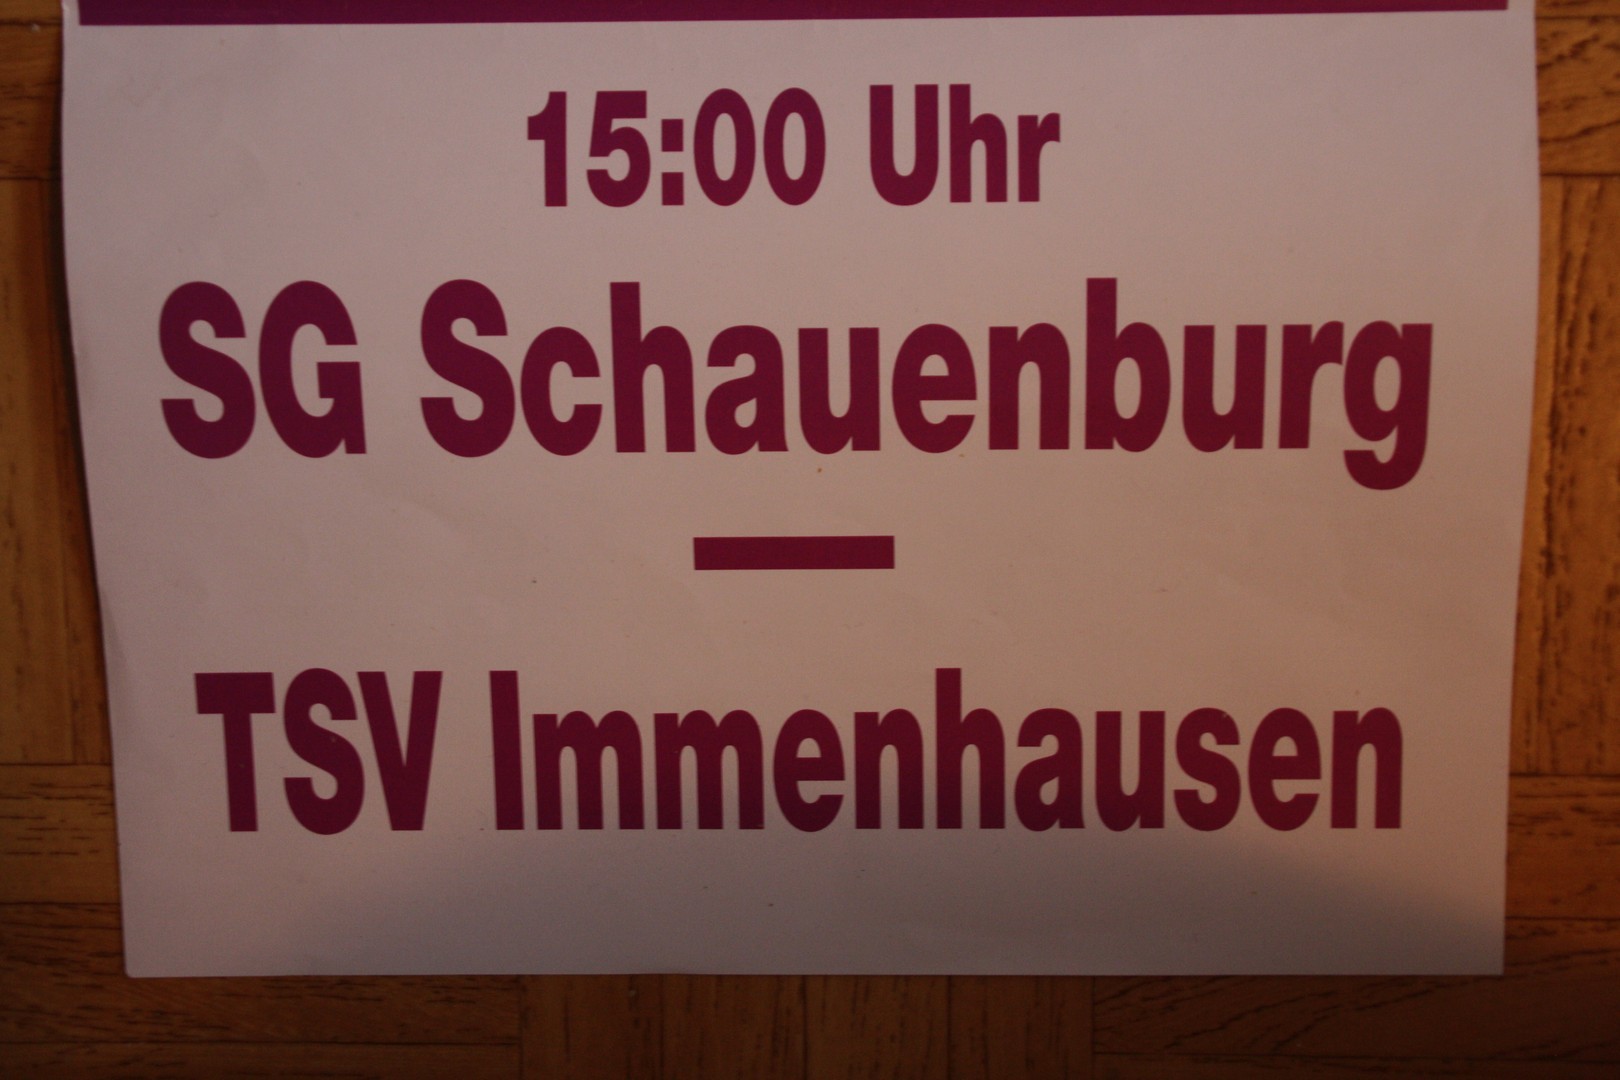 15:00 Uhr
SG Schauenburg
—
TSV Immenhausen